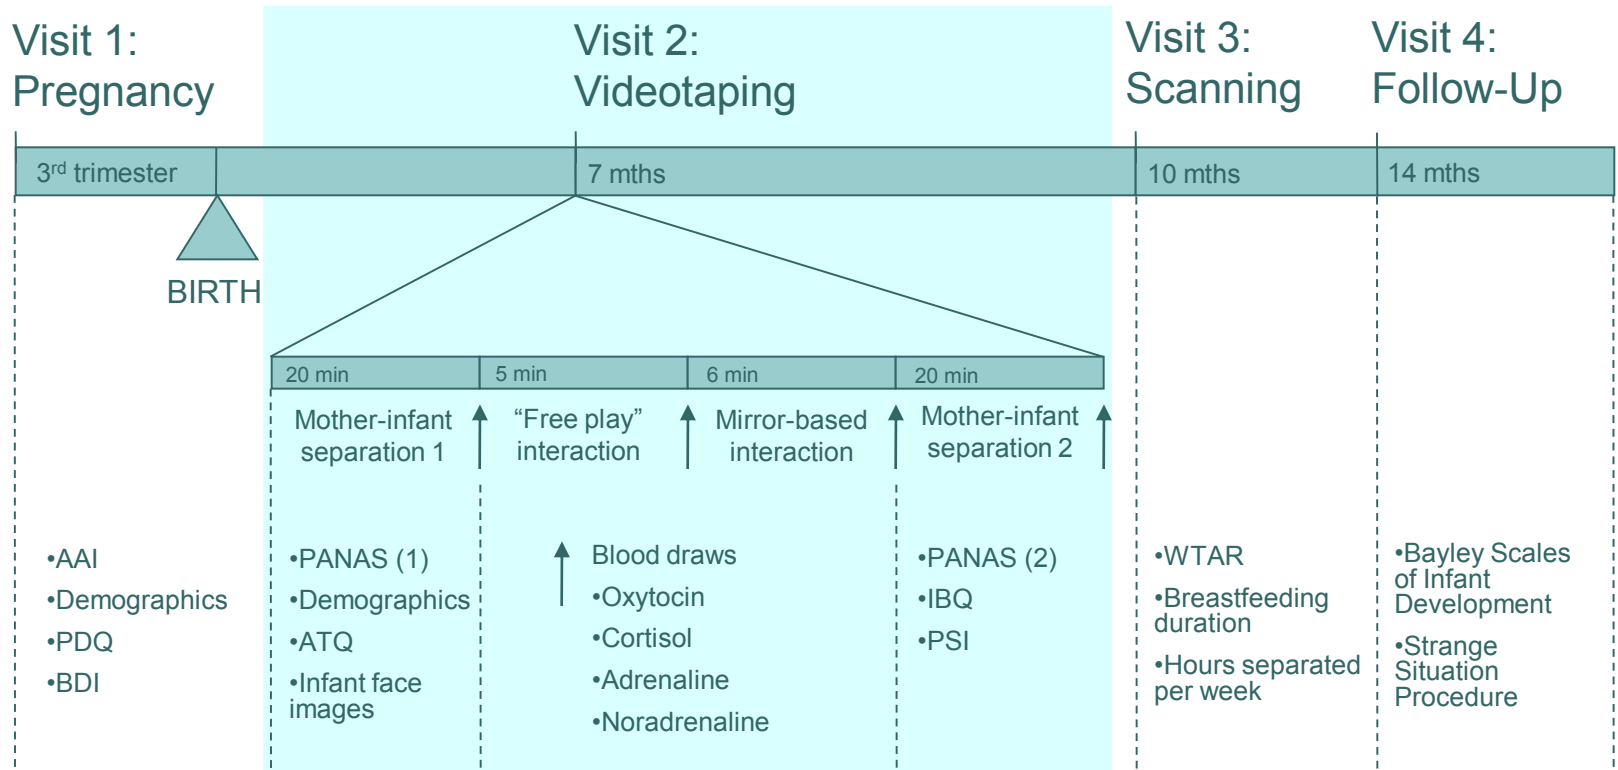 Visit 1:
Pregnancy
Visit 2:
Videotaping
Visit 3:
Scanning
Visit 4:
Follow-Up
3rd trimester
7 mths
10 mths
14 mths
BIRTH
20 min
5 min
6 min
20 min
Mother-infant
separation 1
“Free play”
interaction
Mirror-based
interaction
Mother-infant
separation 2
•AAI
•Demographics
•PDQ
•BDI
•PANAS (1)
•Demographics
•ATQ
•Infant face
images
Blood draws
•Oxytocin
•Cortisol
•Adrenaline
•Noradrenaline
•PANAS (2)
•IBQ
•PSI
•WTAR
•Breastfeeding
duration
•Hours separated
per week
•Bayley Scales
of Infant
Development
•Strange
Situation
Procedure